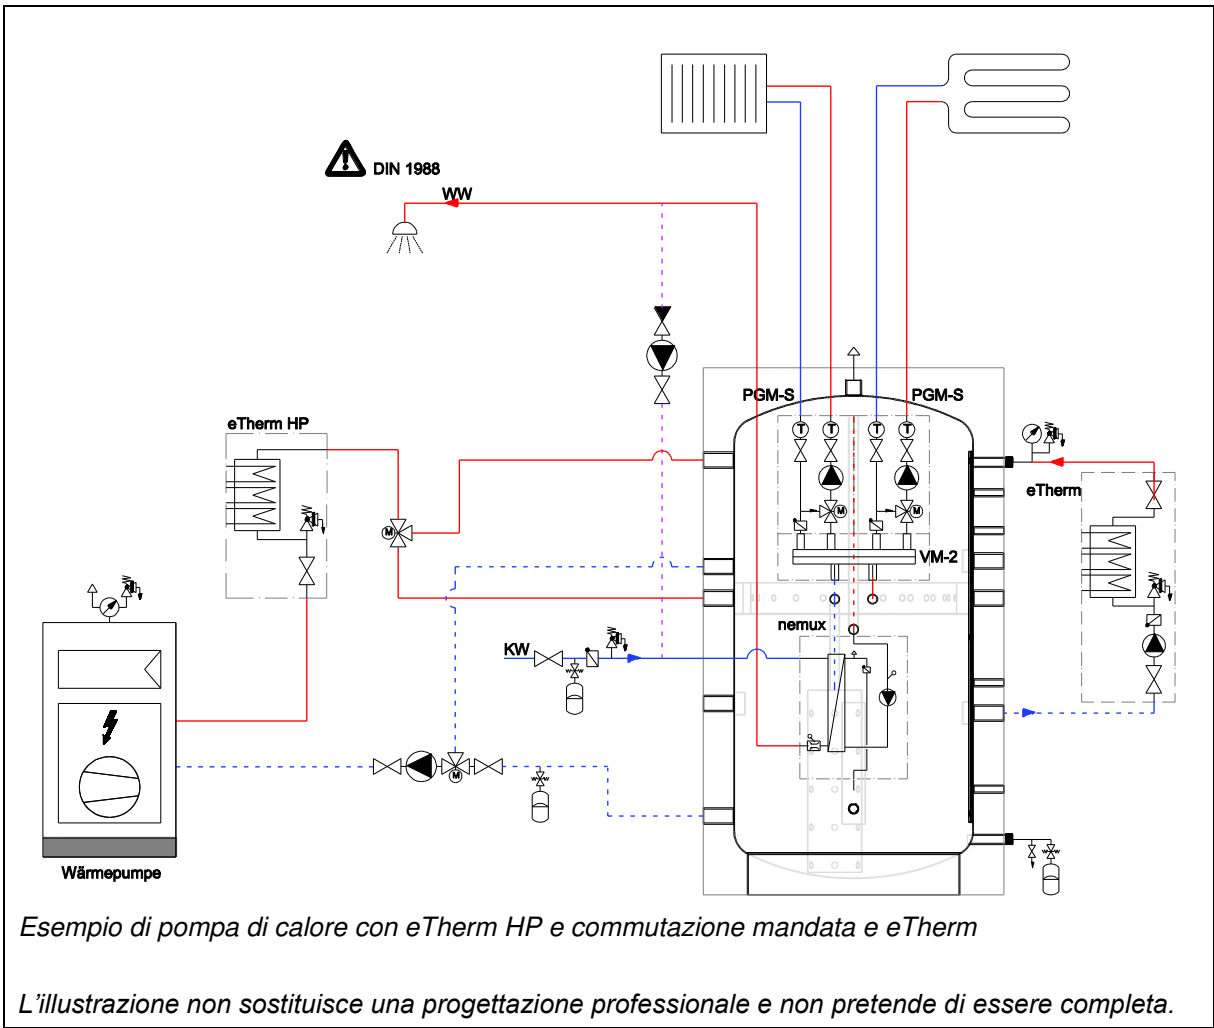 DIN 1988
WW
PGM-S
PGM-S
eTherm HP
T
T
T
T
eTherm
M
M
M
VM-2
nemux
KW
M
Wärmepumpe
Esempio di pompa di calore con eTherm HP e commutazione mandata e eTherm
L'illustrazione non sostituisce una progettazione professionale e non pretende di essere completa.